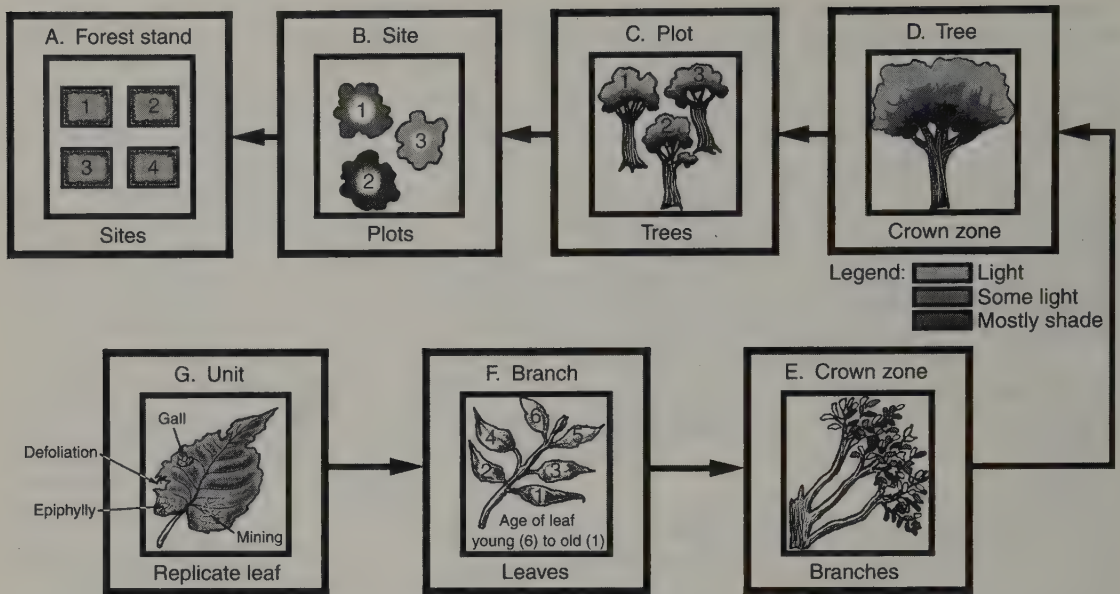 A. Forest stand
1
2
3
4
Sites
B. Site
1
3
2
Plots
C. Plot
1
3
2
Trees
D. Tree
Crown zone
Legend:
Light
Some light
Mostly shade
G. Unit
Gall
Defoliation
Epiphylly
Mining
Replicate leaf
F. Branch
6
4
5
2
3
1
Age of leaf
young (6) to old (1)
Leaves
E. Crown zone
Branches